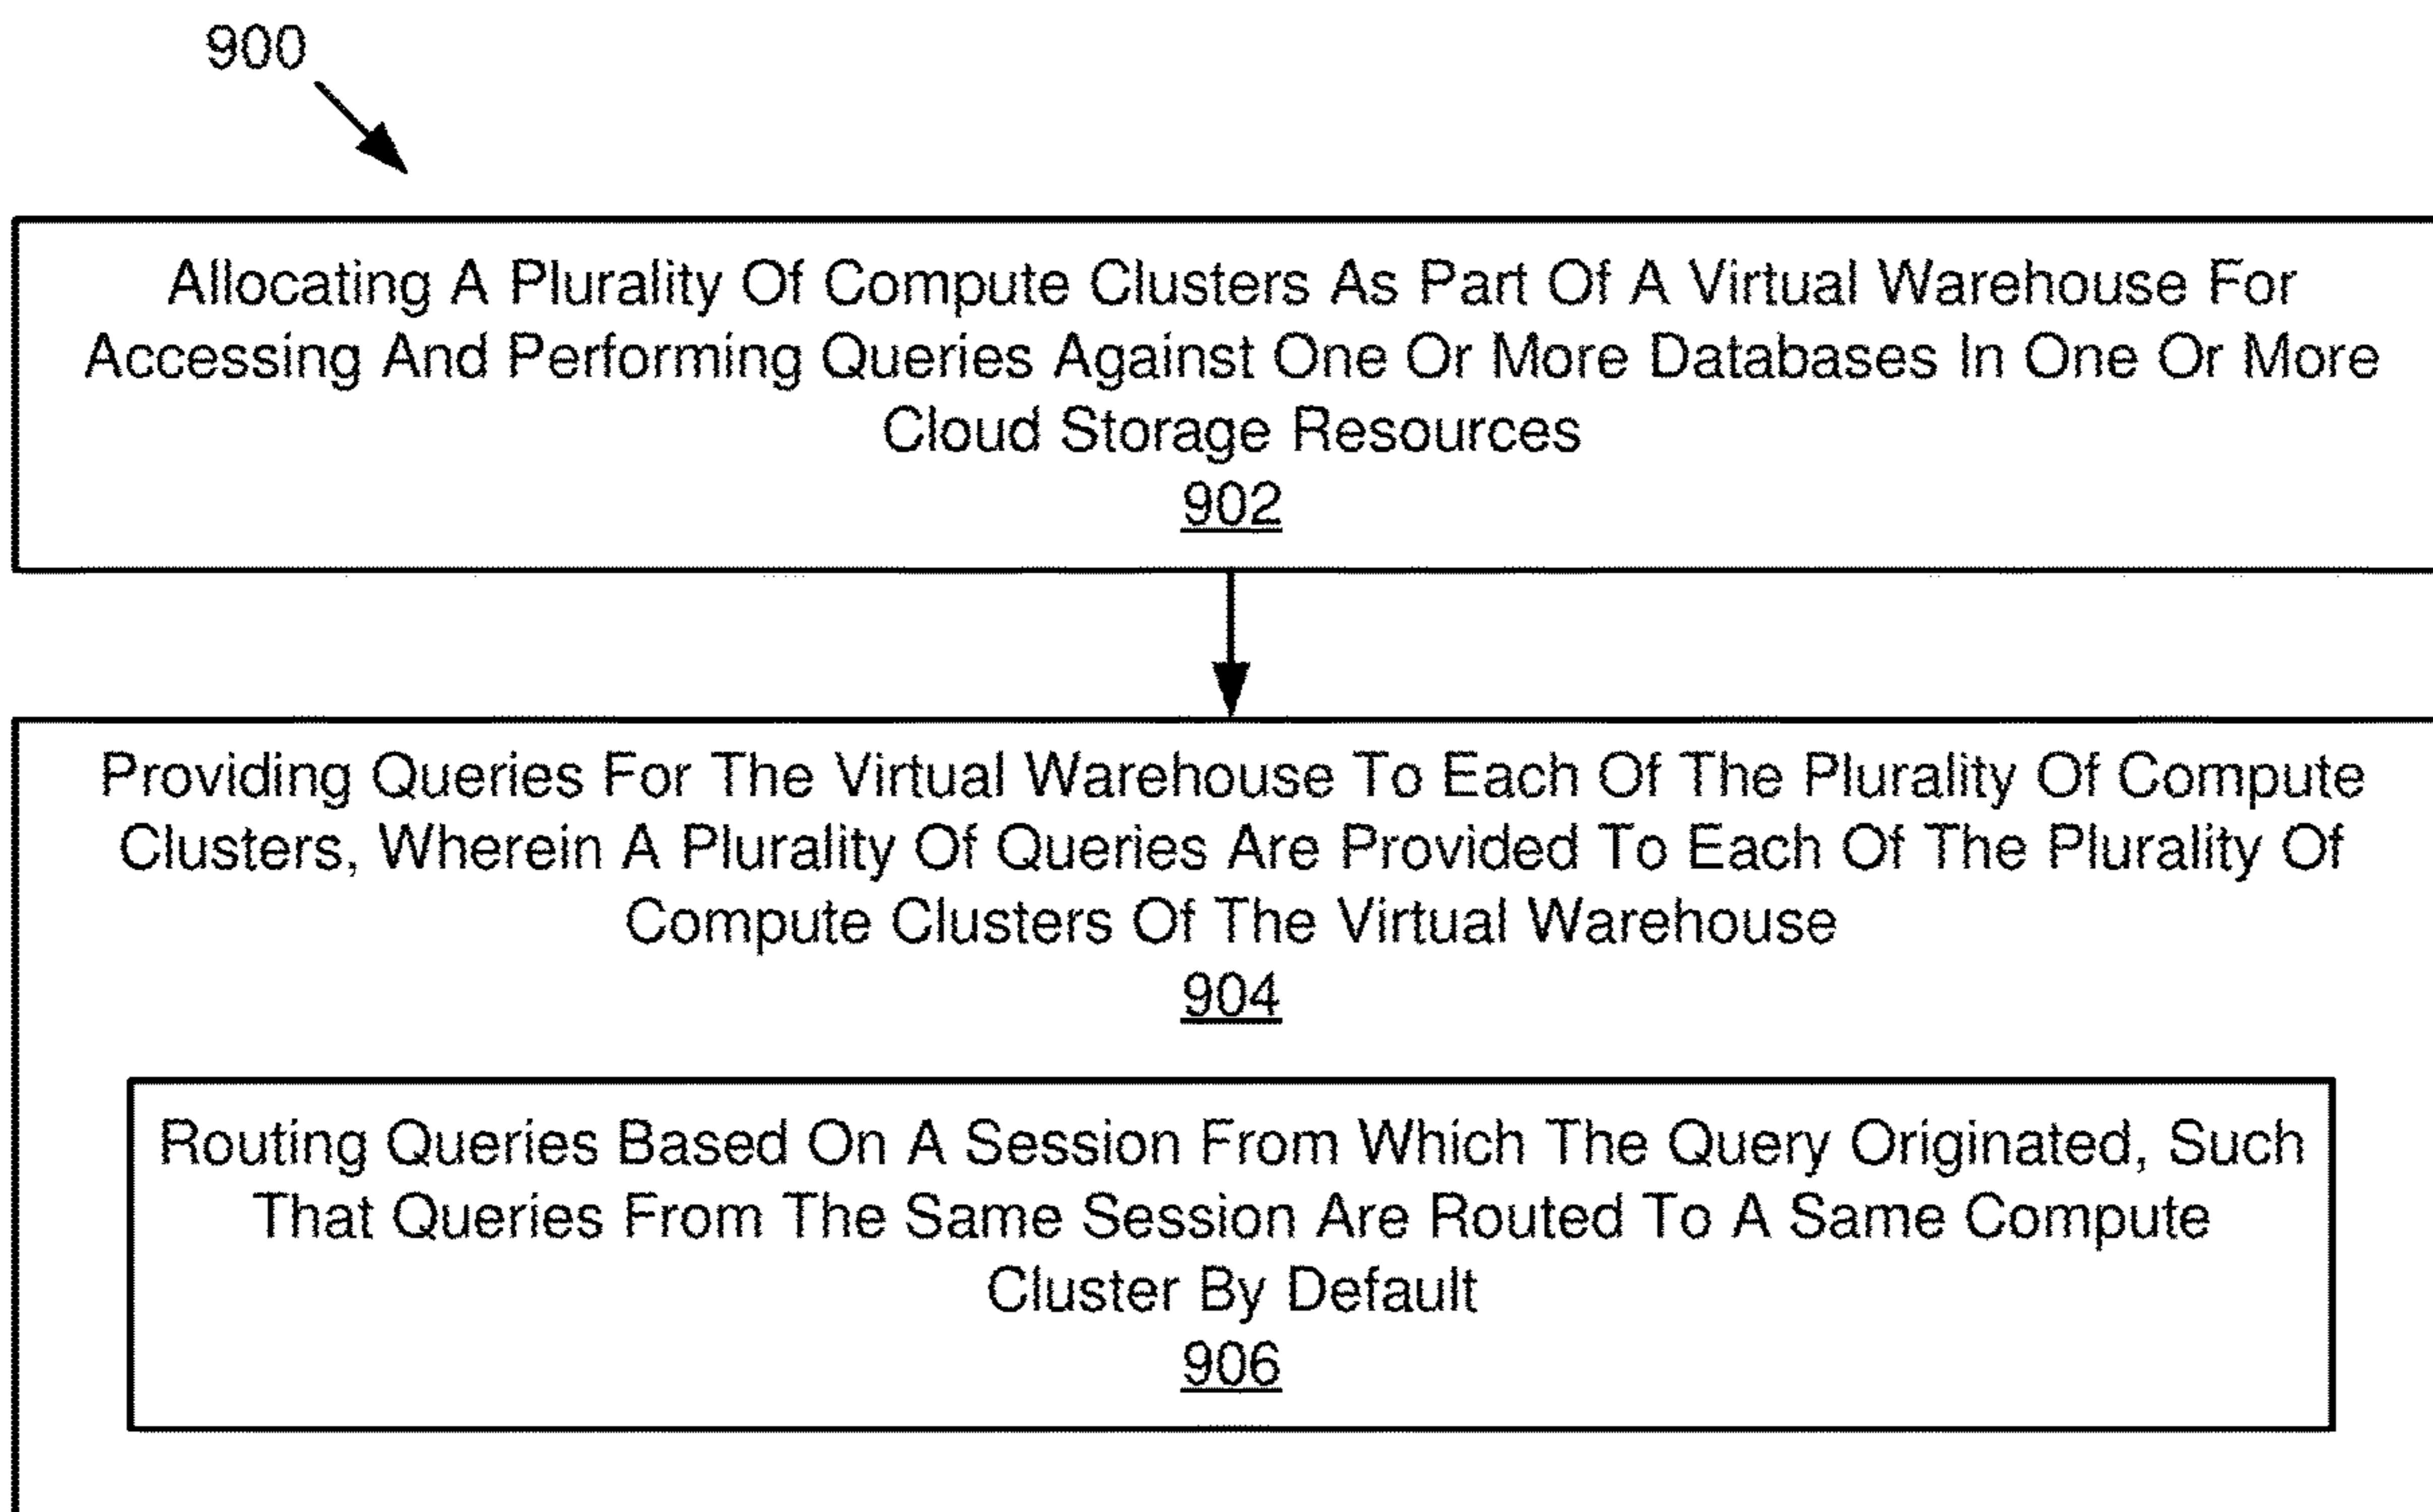 900
Allocating A Plurality Of Compute Clusters As Part Of A Virtual Warehouse For
Accessing And Performing Queries Against One Or More Databases In One Or More
Cloud Storage Resources
902
Providing Queries For The Virtual Warehouse To Each Of The Plurality Of Compute
Clusters, Wherein A Plurality Of Queries Are Provided To Each Of The Plurality Of
Compute Clusters Of The Virtual Warehouse
904
Routing Queries Based On A Session From Which The Query Originated, Such
That Queries From The Same Session Are Routed To A Same Compute
Cluster By Default
906